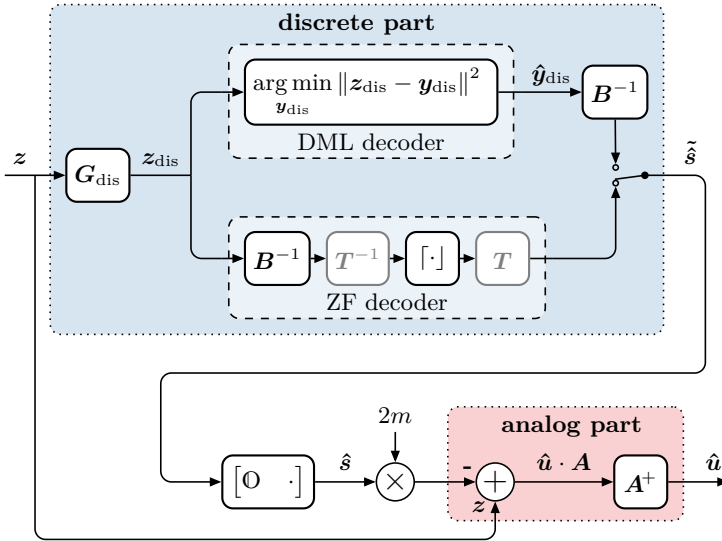 discrete part
arg min ‖z_dis − y_dis‖²
y_dis
DML decoder
ŷ_dis
B⁻¹
z
G_dis
z_dis
s̃̂
B⁻¹
T⁻¹
⌈·⌋
T
ZF decoder
2m
analog part
[𝕆 ·]
ŝ
×
-
+
z
û · A
A⁺
û